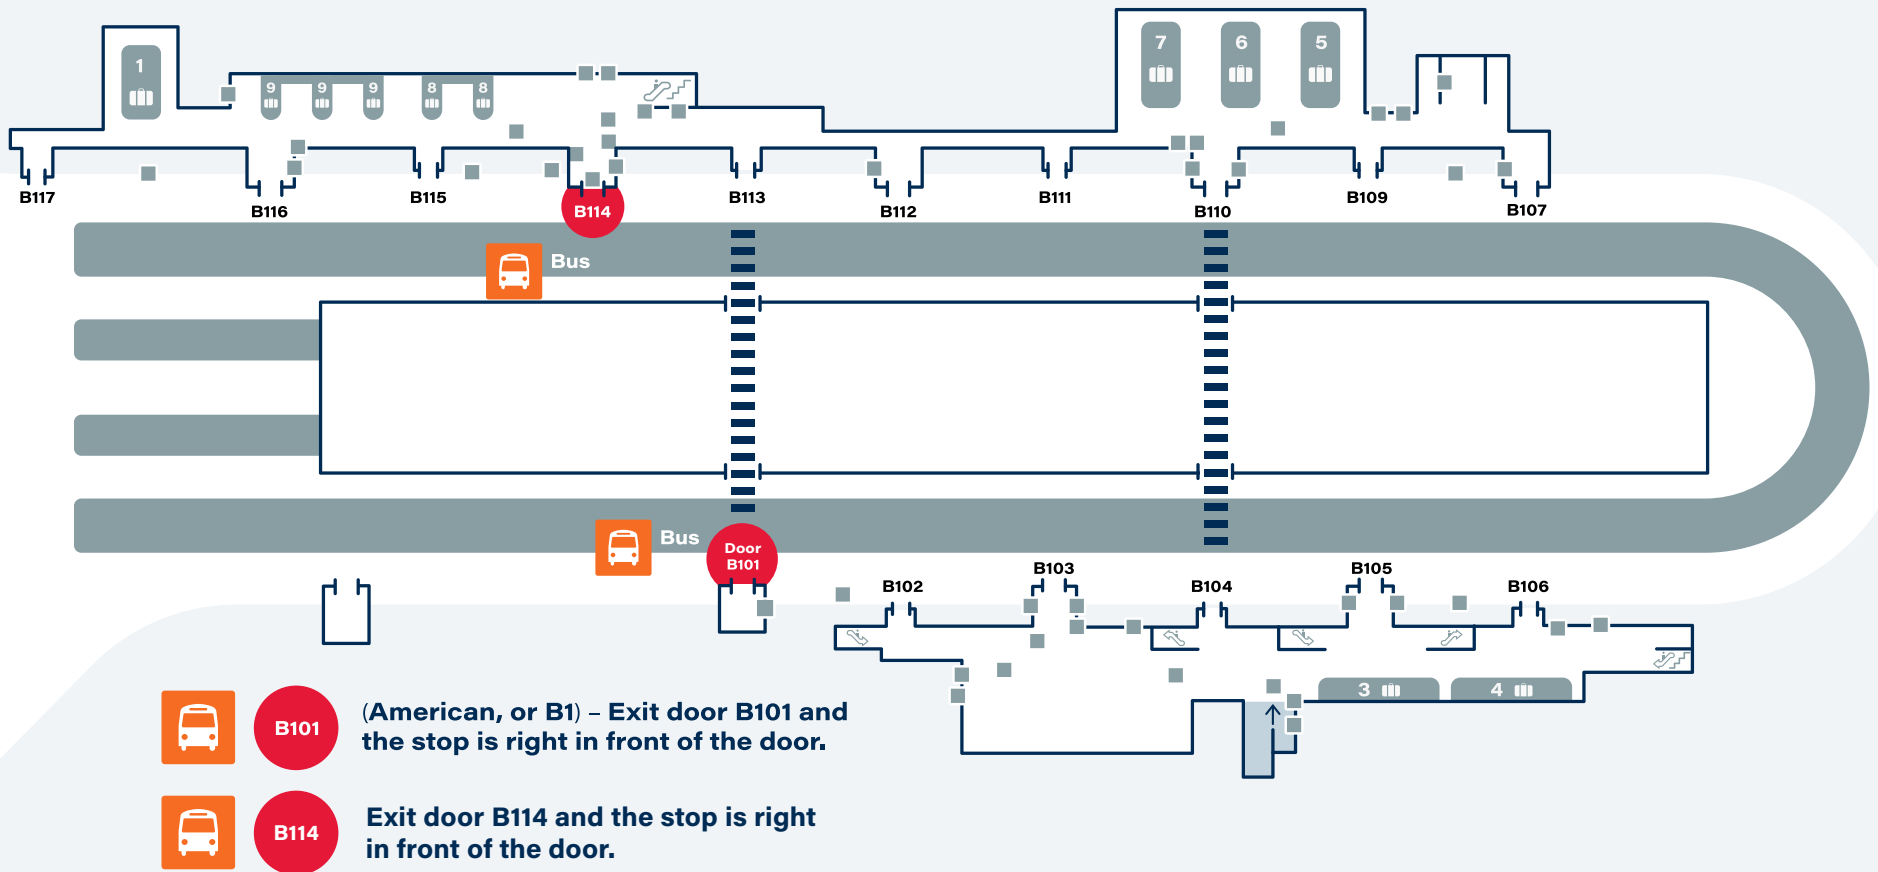 7
6
5
1
9
9
9
8
8
B117
B116
B115
B114
B113
B112
B111
B110
B109
B107
Bus
Bus
Door
B101
B102
B103
B104
B105
B106
3
4
B101
(American, or B1) – Exit door B101 and
the stop is right in front of the door.
B114
Exit door B114 and the stop is right
in front of the door.